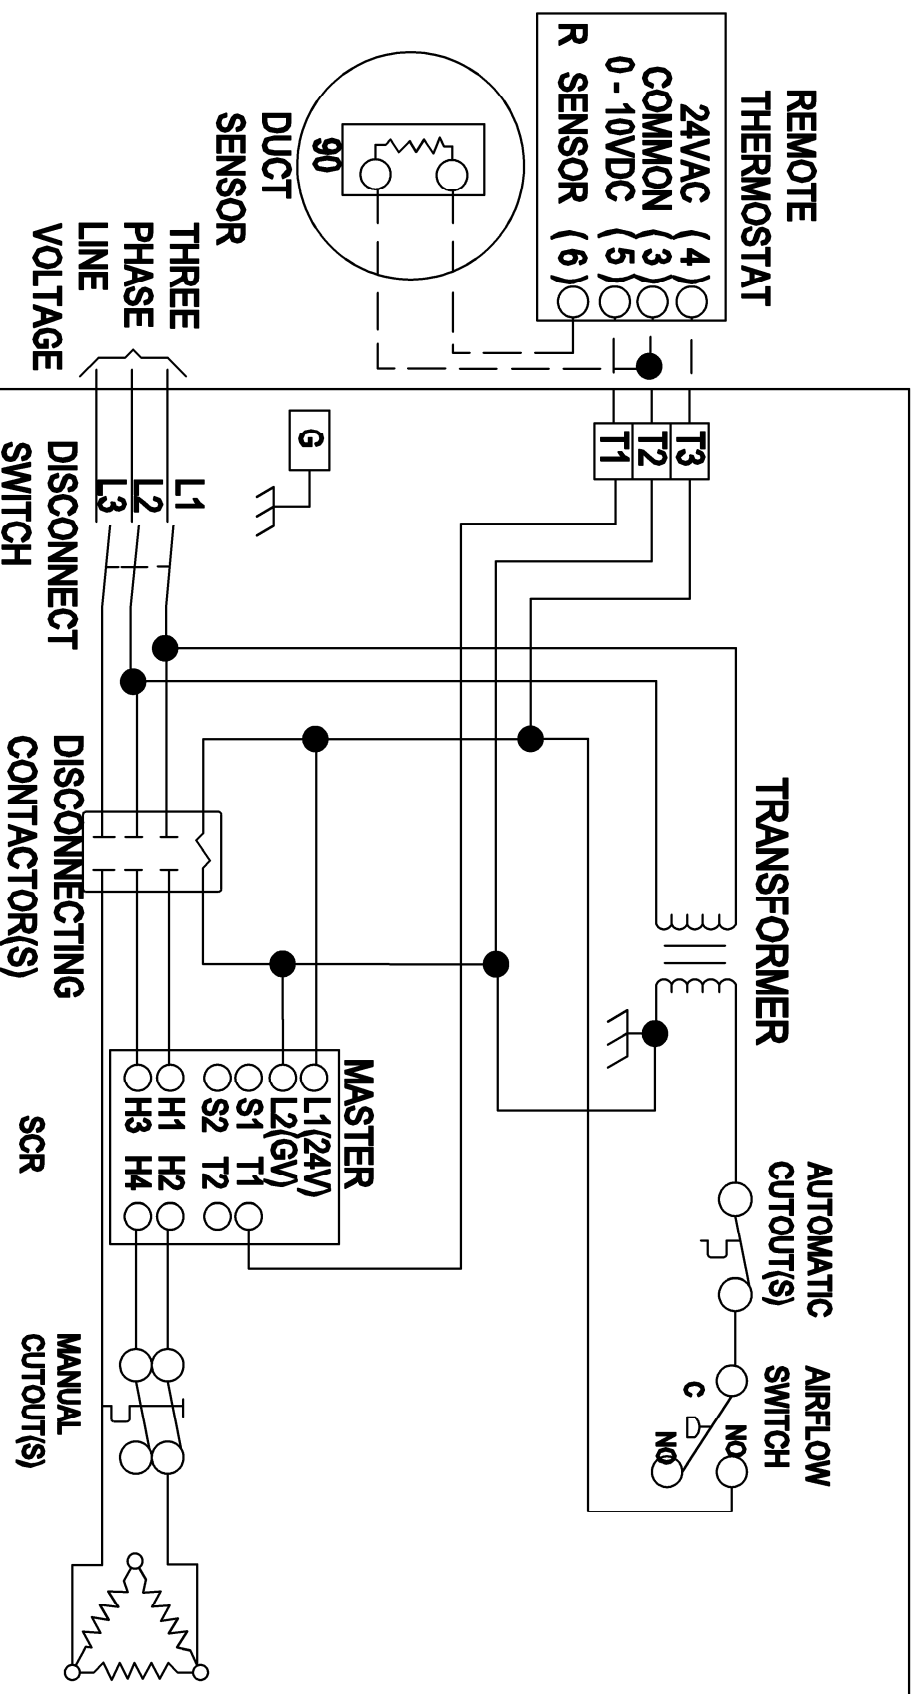 REMOTE
THERMOSTAT
24VAC (4)
COMMON (3)
0 - 10VDC (5)
R SENSOR (6)
90
DUCT
SENSOR
THREE
PHASE
LINE
VOLTAGE
T3
T2
T1
G
L1
L2
L3
DISCONNECT
SWITCH
TRANSFORMER
DISCONNECTING
CONTACTOR(S)
MASTER
L1(24V)
L2(GV)
S1 T1
S2 T2
H1 H2
H3 H4
SCR
AUTOMATIC
CUTOUT(S)
AIRFLOW
SWITCH
C
NO
NO
MANUAL
CUTOUT(S)